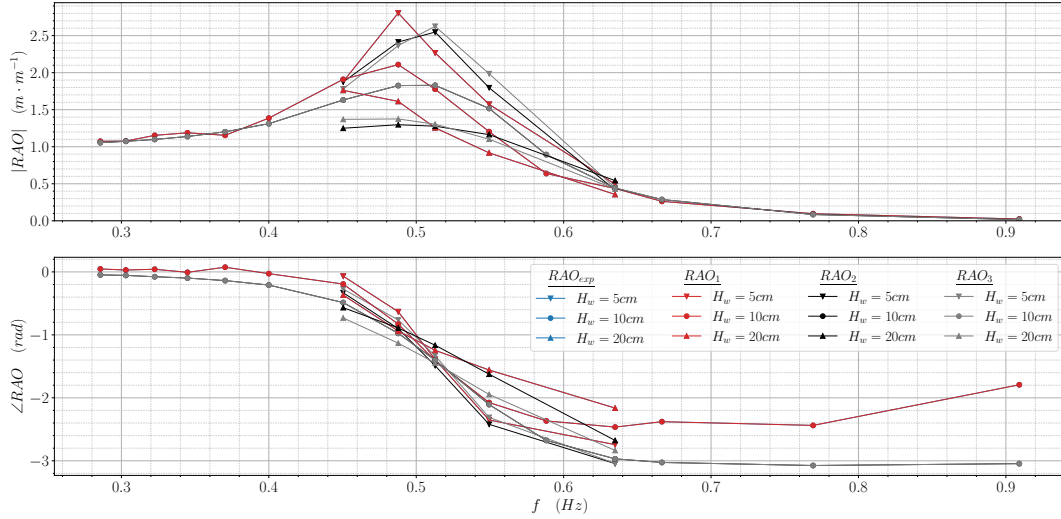 |RAO| (m · m⁻¹)
2.5
2.0
1.5
1.0
0.5
0.0
0.3 0.4 0.5 0.6 0.7 0.8 0.9
∠RAO (rad)
0
−1
−2
−3
RAO_exp RAO_1 RAO_2 RAO_3
H_w = 5cm H_w = 5cm H_w = 5cm H_w = 5cm
H_w = 10cm H_w = 10cm H_w = 10cm H_w = 10cm
H_w = 20cm H_w = 20cm H_w = 20cm H_w = 20cm
0.3 0.4 0.5 0.6 0.7 0.8 0.9
f (Hz)